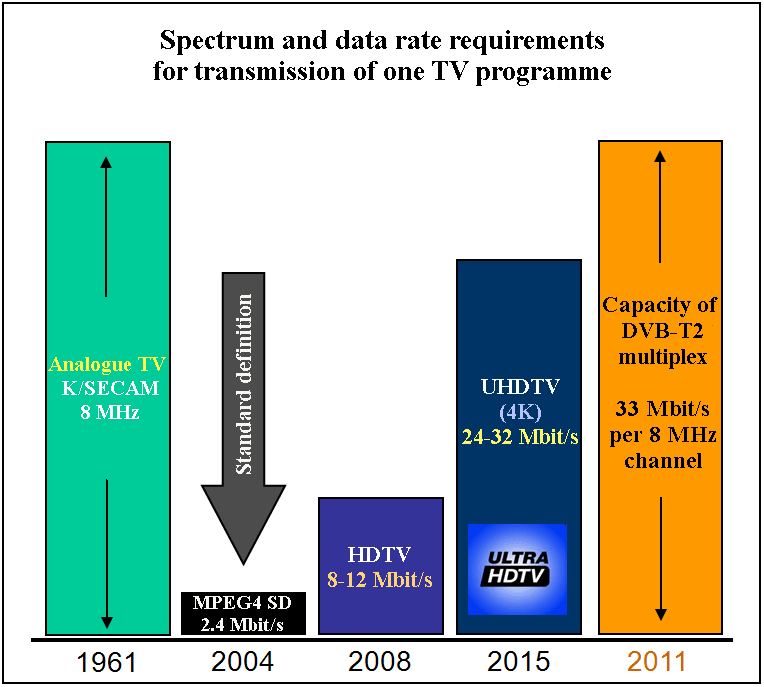 Spectrum and data rate requirements
for transmission of one TV programme
Analogue TV
K/SECAM
8 MHz
Standard definition
MPEG4 SD
2.4 Mbit/s
HDTV
8-12 Mbit/s
UHDTV
(4K)
24-32 Mbit/s
ULTRA
HDTV
Capacity of
DVB-T2
multiplex
33 Mbit/s
per 8 MHz
channel
1961
2004
2008
2015
2011